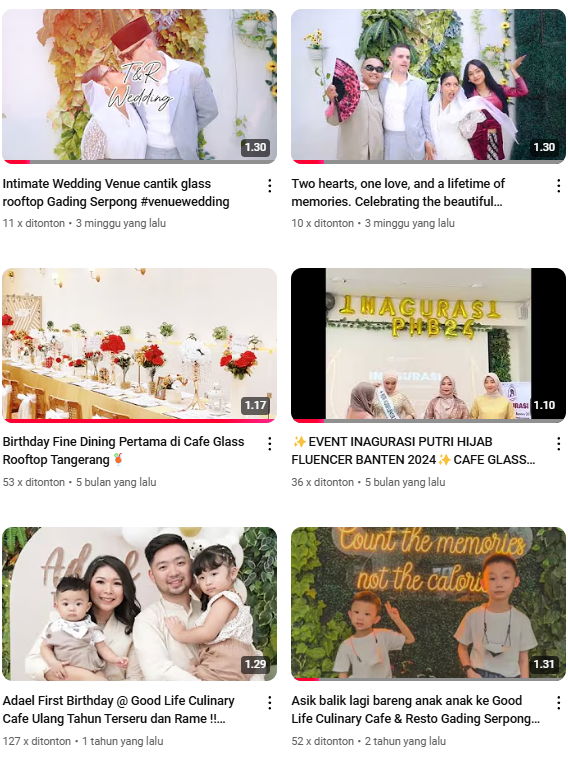 T&R
Wedding
1.30
1.30
Intimate Wedding Venue cantik glass
rooftop Gading Serpong #venuewedding
11 x ditonton • 3 minggu yang lalu
Two hearts, one love, and a lifetime of
memories. Celebrating the beautiful…
10 x ditonton • 3 minggu yang lalu
1.17
INAGURASI
PHB24
INAGURASI
1.10
Birthday Fine Dining Pertama di Cafe Glass
Rooftop Tangerang🍹
53 x ditonton • 5 bulan yang lalu
✨EVENT INAGURASI PUTRI HIJAB
FLUENCER BANTEN 2024✨CAFE GLASS…
36 x ditonton • 5 bulan yang lalu
Adael
1.29
Count the memories
not the calories
1.31
Adael First Birthday @ Good Life Culinary
Cafe Ulang Tahun Terseru dan Rame !!…
127 x ditonton • 1 tahun yang lalu
Asik balik lagi bareng anak anak ke Good
Life Culinary Cafe & Resto Gading Serpong…
52 x ditonton • 2 tahun yang lalu